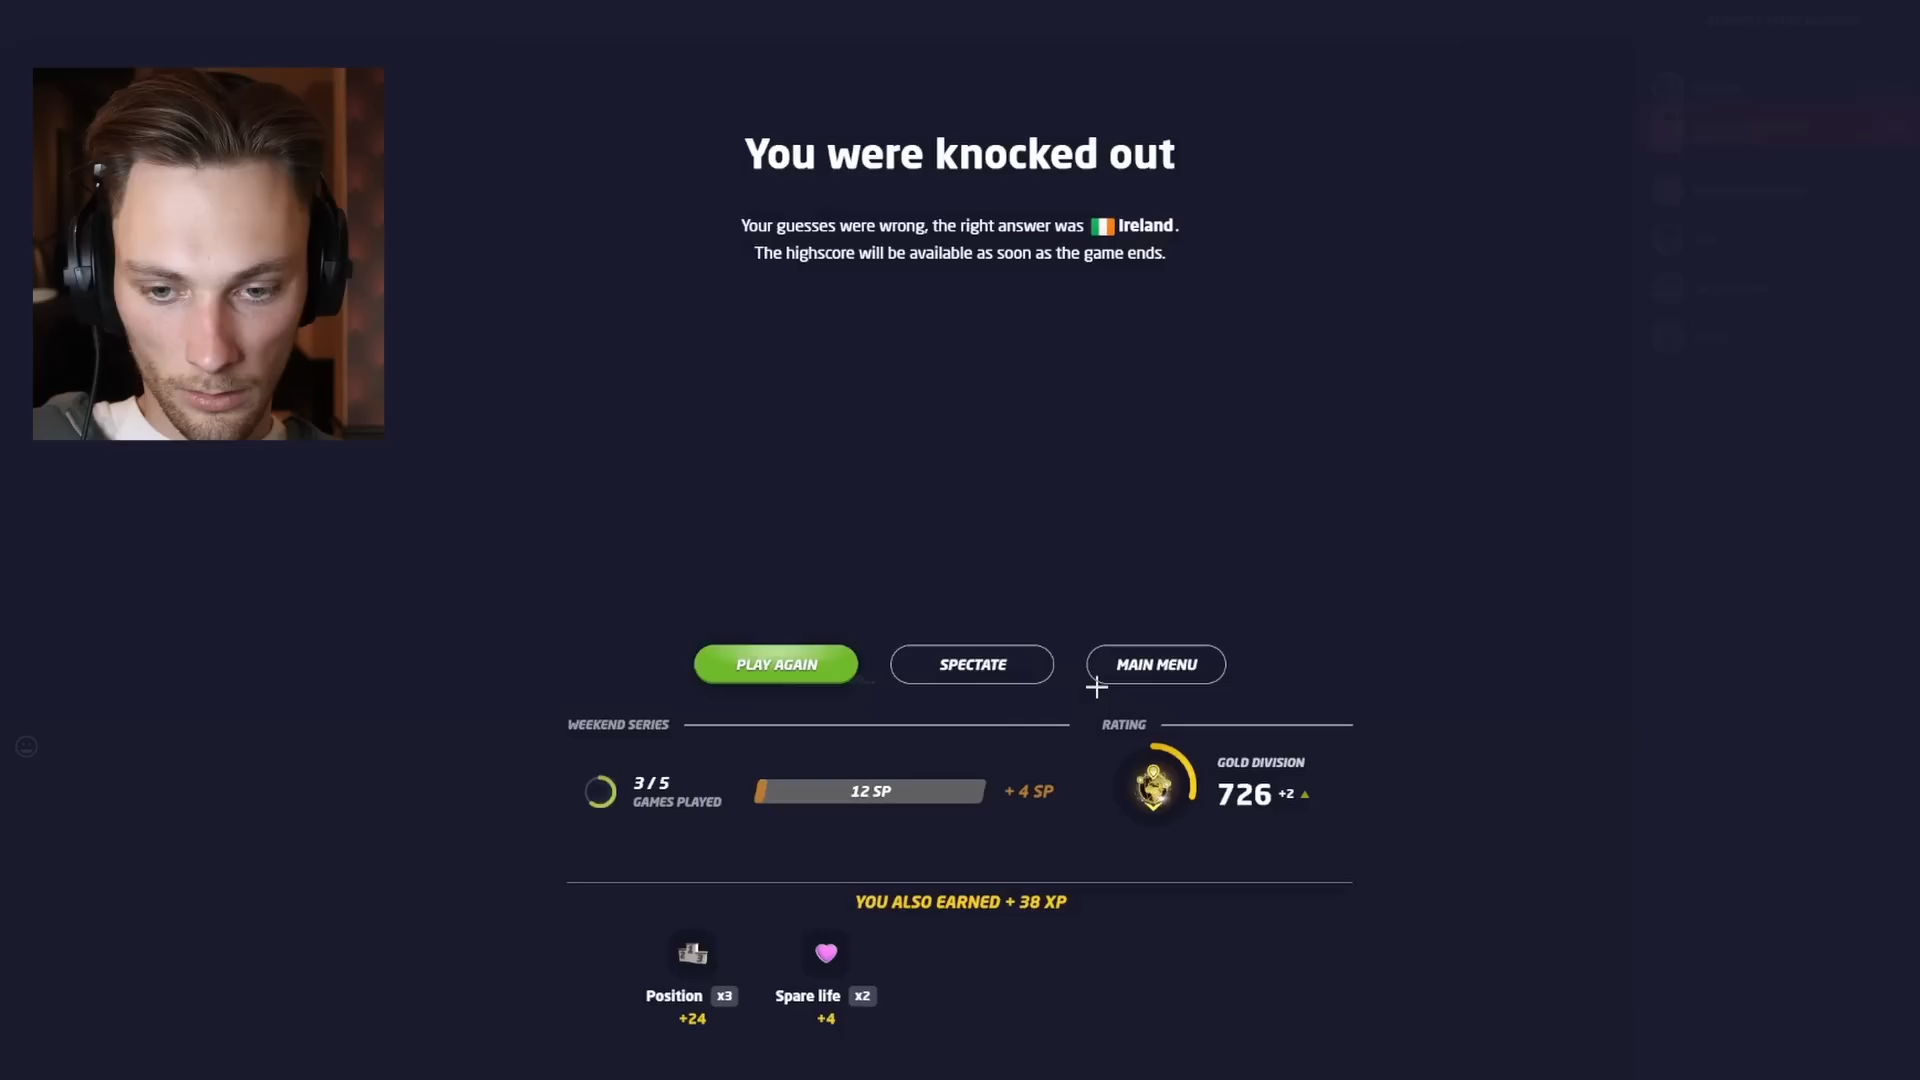 You were knocked out
Your guesses were wrong, the right answer was Ireland.
The highscore will be available as soon as the game ends.
PLAY AGAIN
SPECTATE
MAIN MENU
WEEKEND SERIES
RATING
3 / 5
GAMES PLAYED
12 SP
+ 4 SP
GOLD DIVISION
726 +2
YOU ALSO EARNED + 38 XP
Position x3
+24
Spare life x2
+4